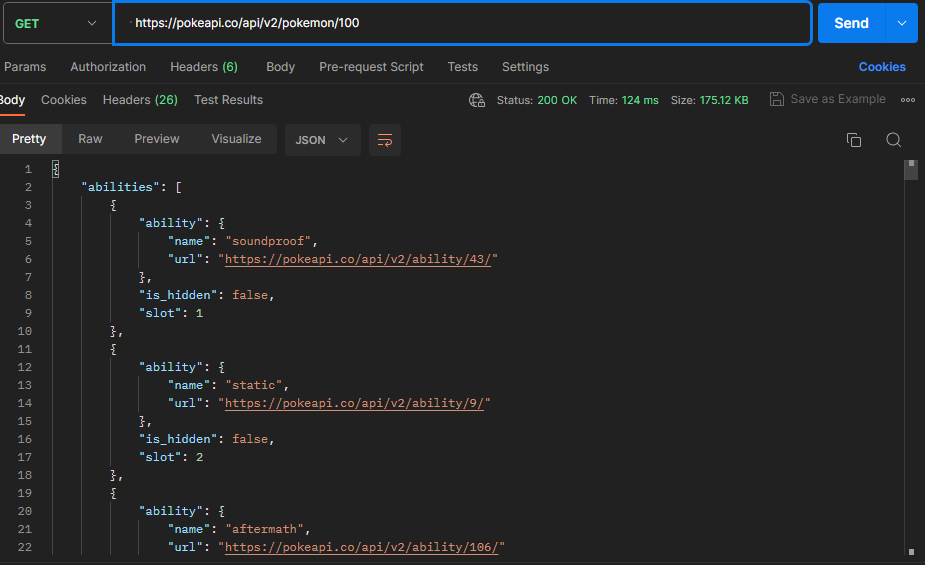 GET https://pokeapi.co/api/v2/pokemon/100 Send
Params Authorization Headers (6) Body Pre-request Script Tests Settings Cookies
Body Cookies Headers (26) Test Results Status: 200 OK Time: 124 ms Size: 175.12 KB Save as Example
Pretty Raw Preview Visualize JSON
1 {
2 "abilities": [
3 {
4 "ability": {
5 "name": "soundproof",
6 "url": "https://pokeapi.co/api/v2/ability/43/"
7 },
8 "is_hidden": false,
9 "slot": 1
10 },
11 {
12 "ability": {
13 "name": "static",
14 "url": "https://pokeapi.co/api/v2/ability/9/"
15 },
16 "is_hidden": false,
17 "slot": 2
18 },
19 {
20 "ability": {
21 "name": "aftermath",
22 "url": "https://pokeapi.co/api/v2/ability/106/"